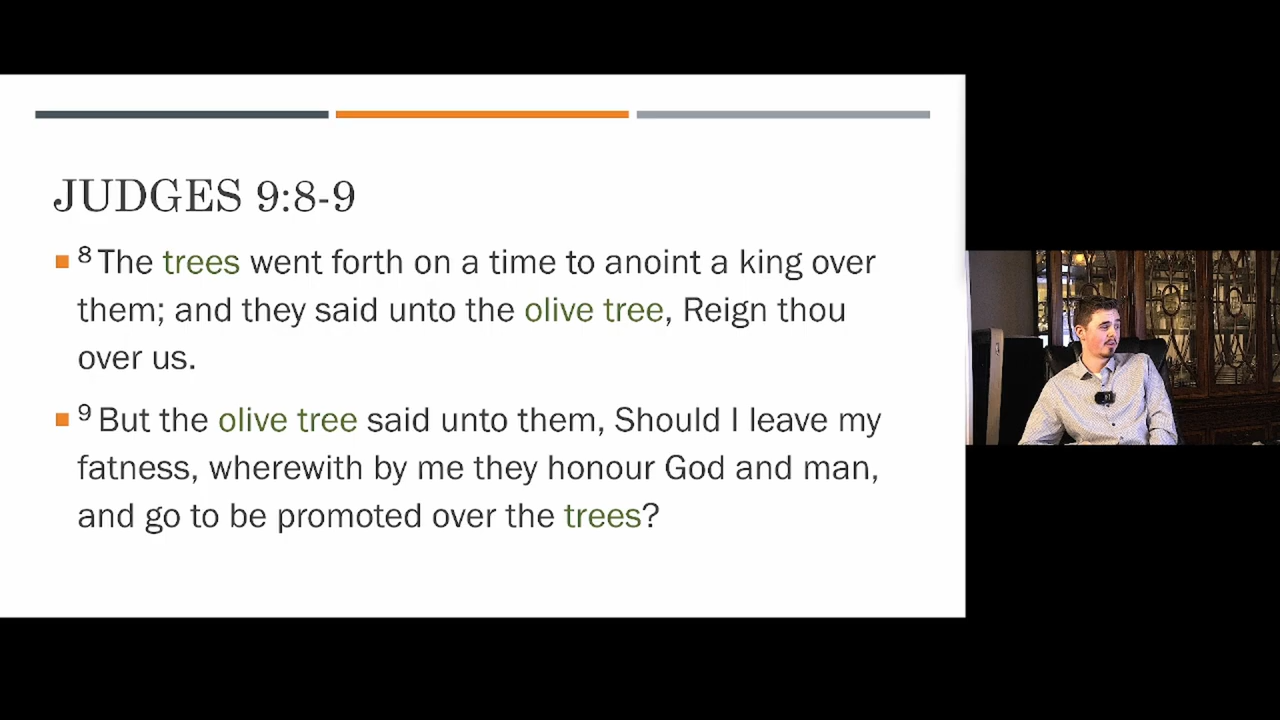 JUDGES 9:8-9
8 The trees went forth on a time to anoint a king over
them; and they said unto the olive tree, Reign thou
over us.
9 But the olive tree said unto them, Should I leave my
fatness, wherewith by me they honour God and man,
and go to be promoted over the trees?